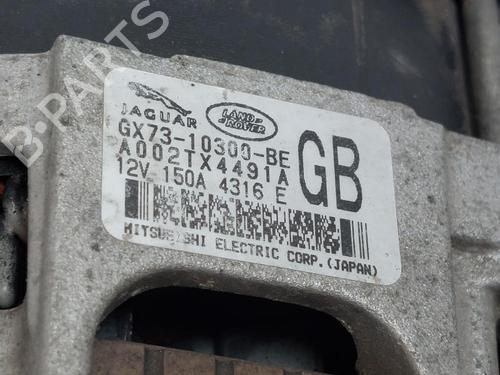 B-PARTS
JAGUAR LAND ROVER
GX73-10300-BE
A002TX4491A
12V 150A 4316 E
GB
MITSUBISHI ELECTRIC CORP.(JAPAN)